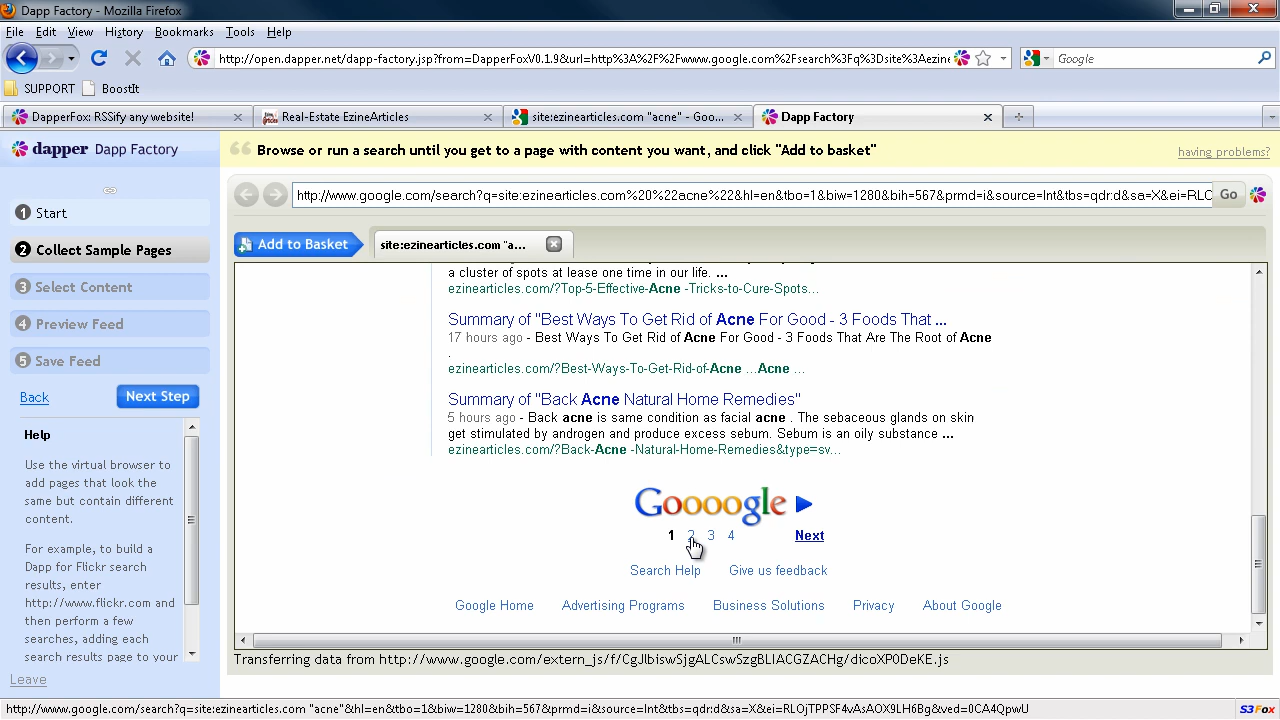 Dapp Factory - Mozilla Firefox
File Edit View History Bookmarks Tools Help
http://open.dapper.net/dapp-factory.jsp?from=DapperFoxV0.1.9&url=http%3A%2F%2Fwww.google.com%2Fsearch%3Fq%3Dsite%3Aezine
Google
SUPPORT BoostIt
DapperFox: RSSify any website!
Real-Estate EzineArticles
site:ezinearticles.com "acne" - Goo...
Dapp Factory
dapper Dapp Factory
Browse or run a search until you get to a page with content you want, and click "Add to basket"
having problems?
http://www.google.com/search?q=site:ezinearticles.com%20%22acne%22&hl=en&tbo=1&biw=1280&bih=567&prmd=i&source=lnt&tbs=qdr:d&sa=X&ei=RLO
Go
1 Start
2 Collect Sample Pages
3 Select Content
4 Preview Feed
5 Save Feed
Back
Next Step
Add to Basket
site:ezinearticles.com "a...
a cluster of spots at lease one time in our life. ...
ezinearticles.com/?Top-5-Effective-Acne -Tricks-to-Cure-Spots...
Summary of "Best Ways To Get Rid of Acne For Good - 3 Foods That ...
17 hours ago - Best Ways To Get Rid of Acne For Good - 3 Foods That Are The Root of Acne
.
ezinearticles.com/?Best-Ways-To-Get-Rid-of-Acne ...Acne ...
Summary of "Back Acne Natural Home Remedies"
5 hours ago - Back acne is same condition as facial acne . The sebaceous glands on skin
get stimulated by androgen and produce excess sebum. Sebum is an oily substance ...
ezinearticles.com/?Back-Acne -Natural-Home-Remedies&type=sv...
Goooogle
1 2 3 4 Next
Search Help Give us feedback
Google Home Advertising Programs Business Solutions Privacy About Google
Help
Use the virtual browser to
add pages that look the
same but contain different
content.
For example, to build a
Dapp for Flickr search
results, enter
http://www.flickr.com and
then perform a few
searches, adding each
search results page to your
Leave
Transferring data from http://www.google.com/extern_js/f/CgJlbiswSjgALCswSzgBLIACGZACHg/dicoXP0DeKE.js
http://www.google.com/search?q=site:ezinearticles.com "acne"&hl=en&tbo=1&biw=1280&bih=567&prmd=i&source=lnt&tbs=qdr:d&sa=X&ei=RLOjTPPSF4vAsAOX9LH6Bg&ved=0CA4QpwU
S3Fox